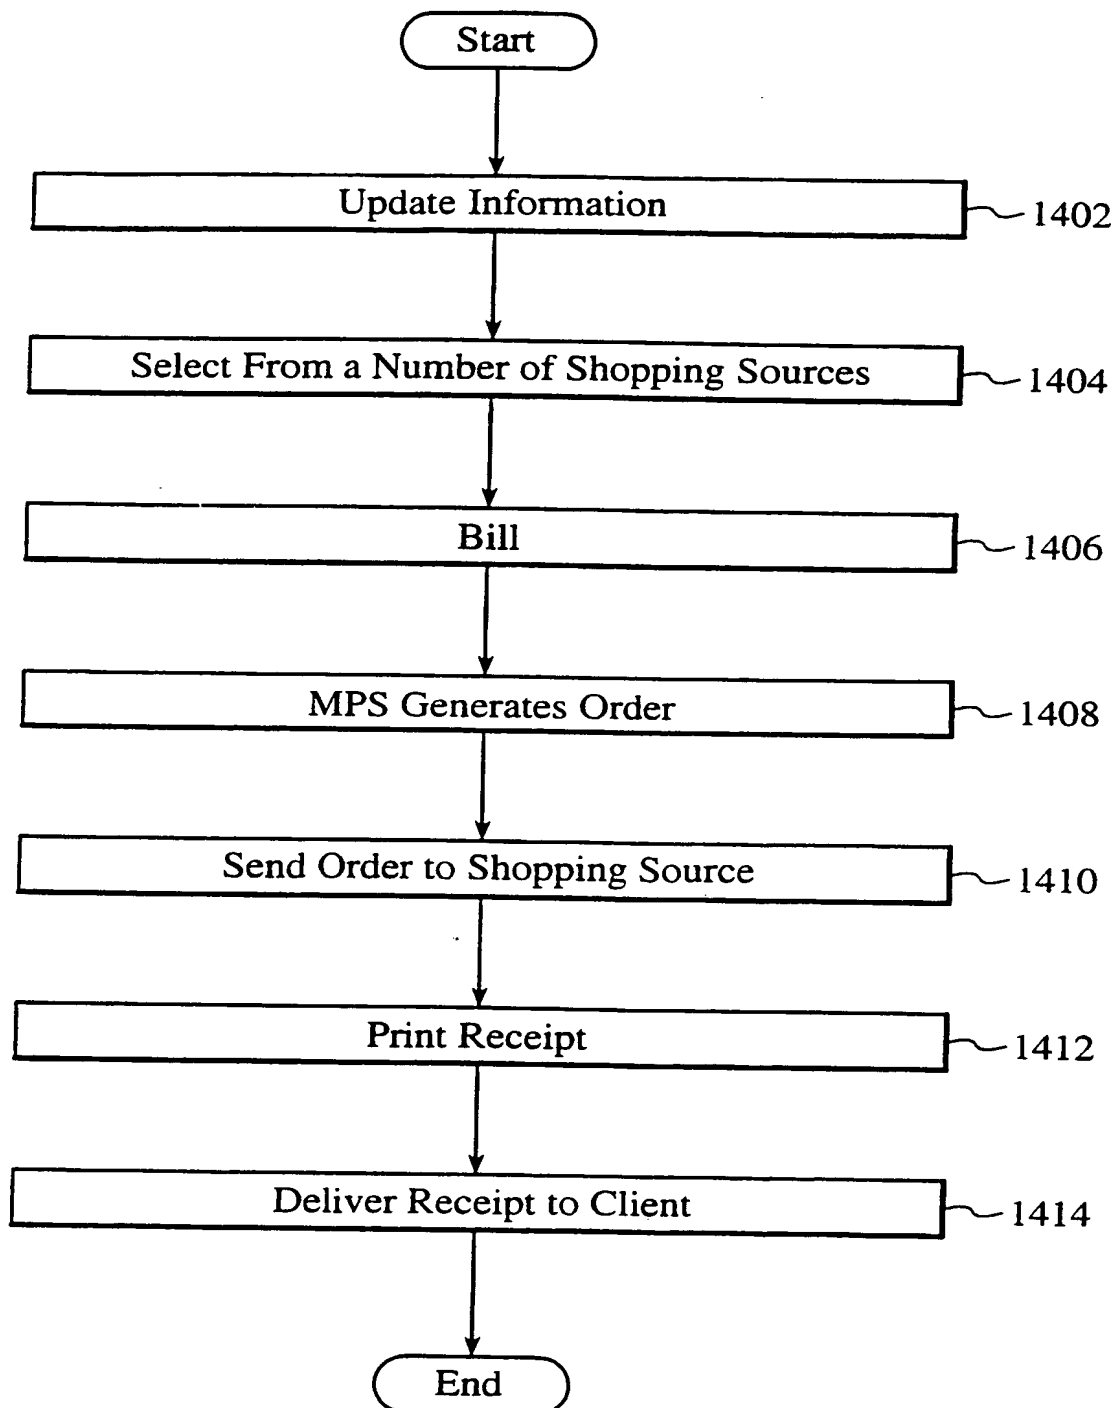 Start
Update Information
1402
Select From a Number of Shopping Sources
1404
Bill
1406
MPS Generates Order
1408
Send Order to Shopping Source
1410
Print Receipt
1412
Deliver Receipt to Client
1414
End